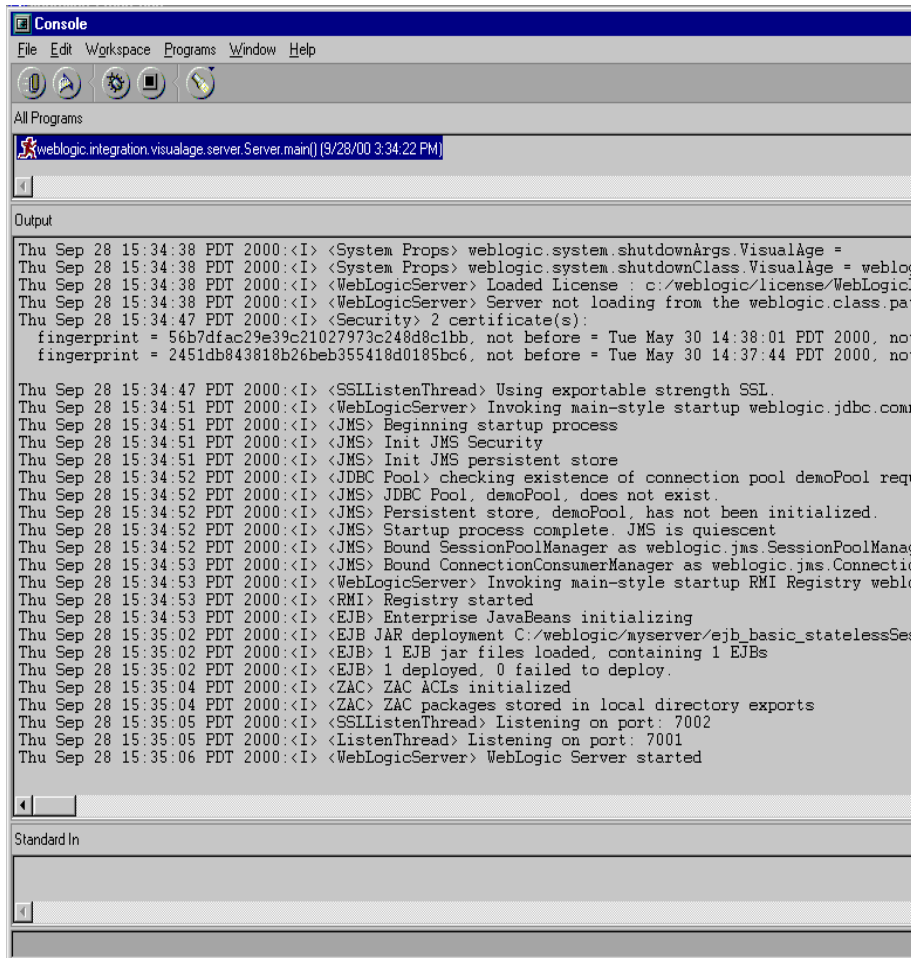 Console
File Edit Workspace Programs Window Help
All Programs
weblogic.integration.visualage.server.Server.main() (9/28/00 3:34:22 PM)
Output
Thu Sep 28 15:34:38 PDT 2000:<I> <System Props> weblogic.system.shutdownArgs.VisualAge =
Thu Sep 28 15:34:38 PDT 2000:<I> <System Props> weblogic.system.shutdownClass.VisualAge = weblog
Thu Sep 28 15:34:38 PDT 2000:<I> <WebLogicServer> Loaded License : c:/weblogic/license/WebLogicL
Thu Sep 28 15:34:38 PDT 2000:<I> <WebLogicServer> Server not loading from the weblogic.class.pa
Thu Sep 28 15:34:47 PDT 2000:<I> <Security> 2 certificate(s):
fingerprint = 56b7dfac29e39c21027973c248d8c1bb, not before = Tue May 30 14:38:01 PDT 2000, no
fingerprint = 2451db843818b26beb355418d0185bc6, not before = Tue May 30 14:37:44 PDT 2000, no
Thu Sep 28 15:34:47 PDT 2000:<I> <SSLListenThread> Using exportable strength SSL.
Thu Sep 28 15:34:51 PDT 2000:<I> <WebLogicServer> Invoking main-style startup weblogic.jdbc.com
Thu Sep 28 15:34:51 PDT 2000:<I> <JMS> Beginning startup process
Thu Sep 28 15:34:51 PDT 2000:<I> <JMS> Init JMS Security
Thu Sep 28 15:34:51 PDT 2000:<I> <JMS> Init JMS persistent store
Thu Sep 28 15:34:52 PDT 2000:<I> <JDBC Pool> checking existence of connection pool demoPool requ
Thu Sep 28 15:34:52 PDT 2000:<I> <JMS> JDBC Pool, demoPool, does not exist.
Thu Sep 28 15:34:52 PDT 2000:<I> <JMS> Persistent store, demoPool, has not been initialized.
Thu Sep 28 15:34:52 PDT 2000:<I> <JMS> Startup process complete. JMS is quiescent
Thu Sep 28 15:34:52 PDT 2000:<I> <JMS> Bound SessionPoolManager as weblogic.jms.SessionPoolManag
Thu Sep 28 15:34:53 PDT 2000:<I> <JMS> Bound ConnectionConsumerManager as weblogic.jms.Connectio
Thu Sep 28 15:34:53 PDT 2000:<I> <WebLogicServer> Invoking main-style startup RMI Registry weblo
Thu Sep 28 15:34:53 PDT 2000:<I> <RMI> Registry started
Thu Sep 28 15:34:53 PDT 2000:<I> <EJB> Enterprise JavaBeans initializing
Thu Sep 28 15:35:02 PDT 2000:<I> <EJB JAR deployment C:/weblogic/myserver/ejb_basic_statelessSes
Thu Sep 28 15:35:02 PDT 2000:<I> <EJB> 1 EJB jar files loaded, containing 1 EJBs
Thu Sep 28 15:35:02 PDT 2000:<I> <EJB> 1 deployed, 0 failed to deploy.
Thu Sep 28 15:35:04 PDT 2000:<I> <ZAC> ZAC ACLs initialized
Thu Sep 28 15:35:04 PDT 2000:<I> <ZAC> ZAC packages stored in local directory exports
Thu Sep 28 15:35:05 PDT 2000:<I> <SSLListenThread> Listening on port: 7002
Thu Sep 28 15:35:05 PDT 2000:<I> <ListenThread> Listening on port: 7001
Thu Sep 28 15:35:06 PDT 2000:<I> <WebLogicServer> WebLogic Server started
Standard In